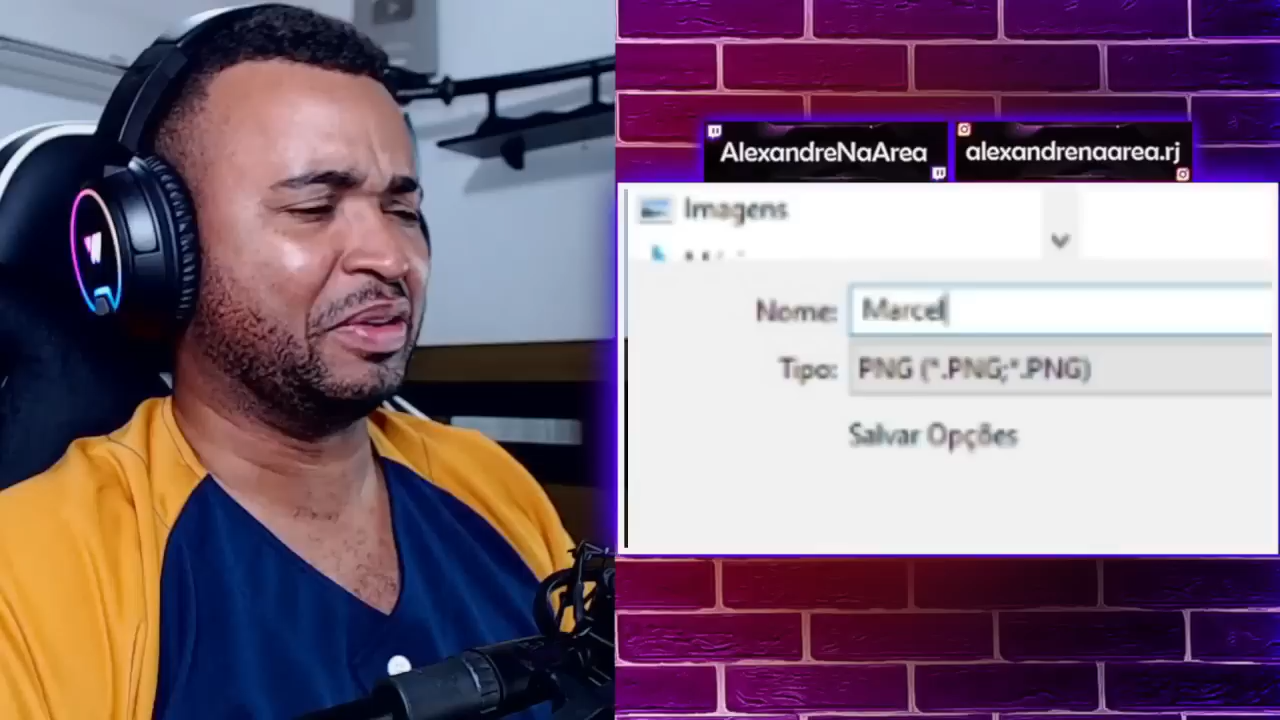 AlexandreNaArea
alexandrenaarea.rj
Imagens
Nome: Marcel
Tipo: PNG (*.PNG;*.PNG)
Salvar Opções